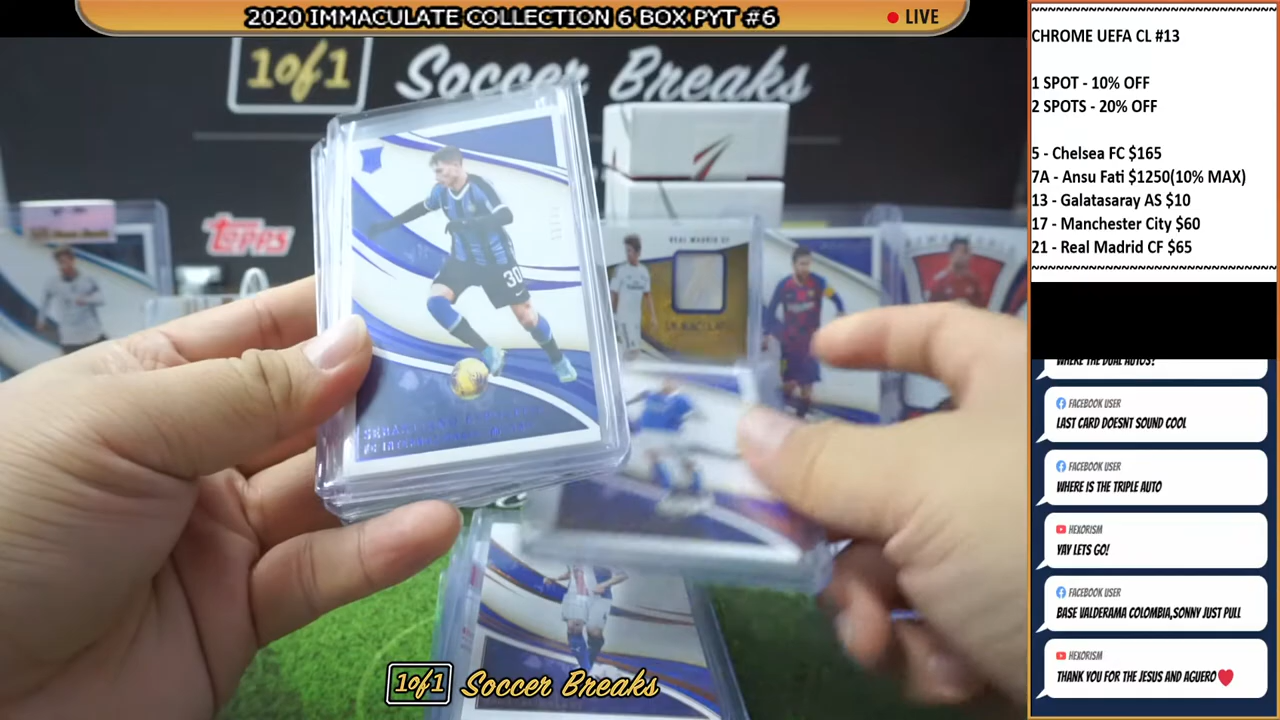 2020 IMMACULATE COLLECTION 6 BOX PYT #6
LIVE
1of1 Soccer Breaks
TOPPS
REAL MADRID CF
30
1of1 Soccer Breaks
CHROME UEFA CL #13
1 SPOT - 10% OFF
2 SPOTS - 20% OFF
5 - Chelsea FC $165
7A - Ansu Fati $1250(10% MAX)
13 - Galatasaray AS $10
17 - Manchester City $60
21 - Real Madrid CF $65
WHERE THE DUAL AUTOS?
FACEBOOK USER
LAST CARD DOESNT SOUND COOL
FACEBOOK USER
WHERE IS THE TRIPLE AUTO
HEXORISM
YAY LETS GO!
FACEBOOK USER
BASE VALDERAMA COLOMBIA,SONNY JUST PULL
HEXORISM
THANK YOU FOR THE JESUS AND AGUERO